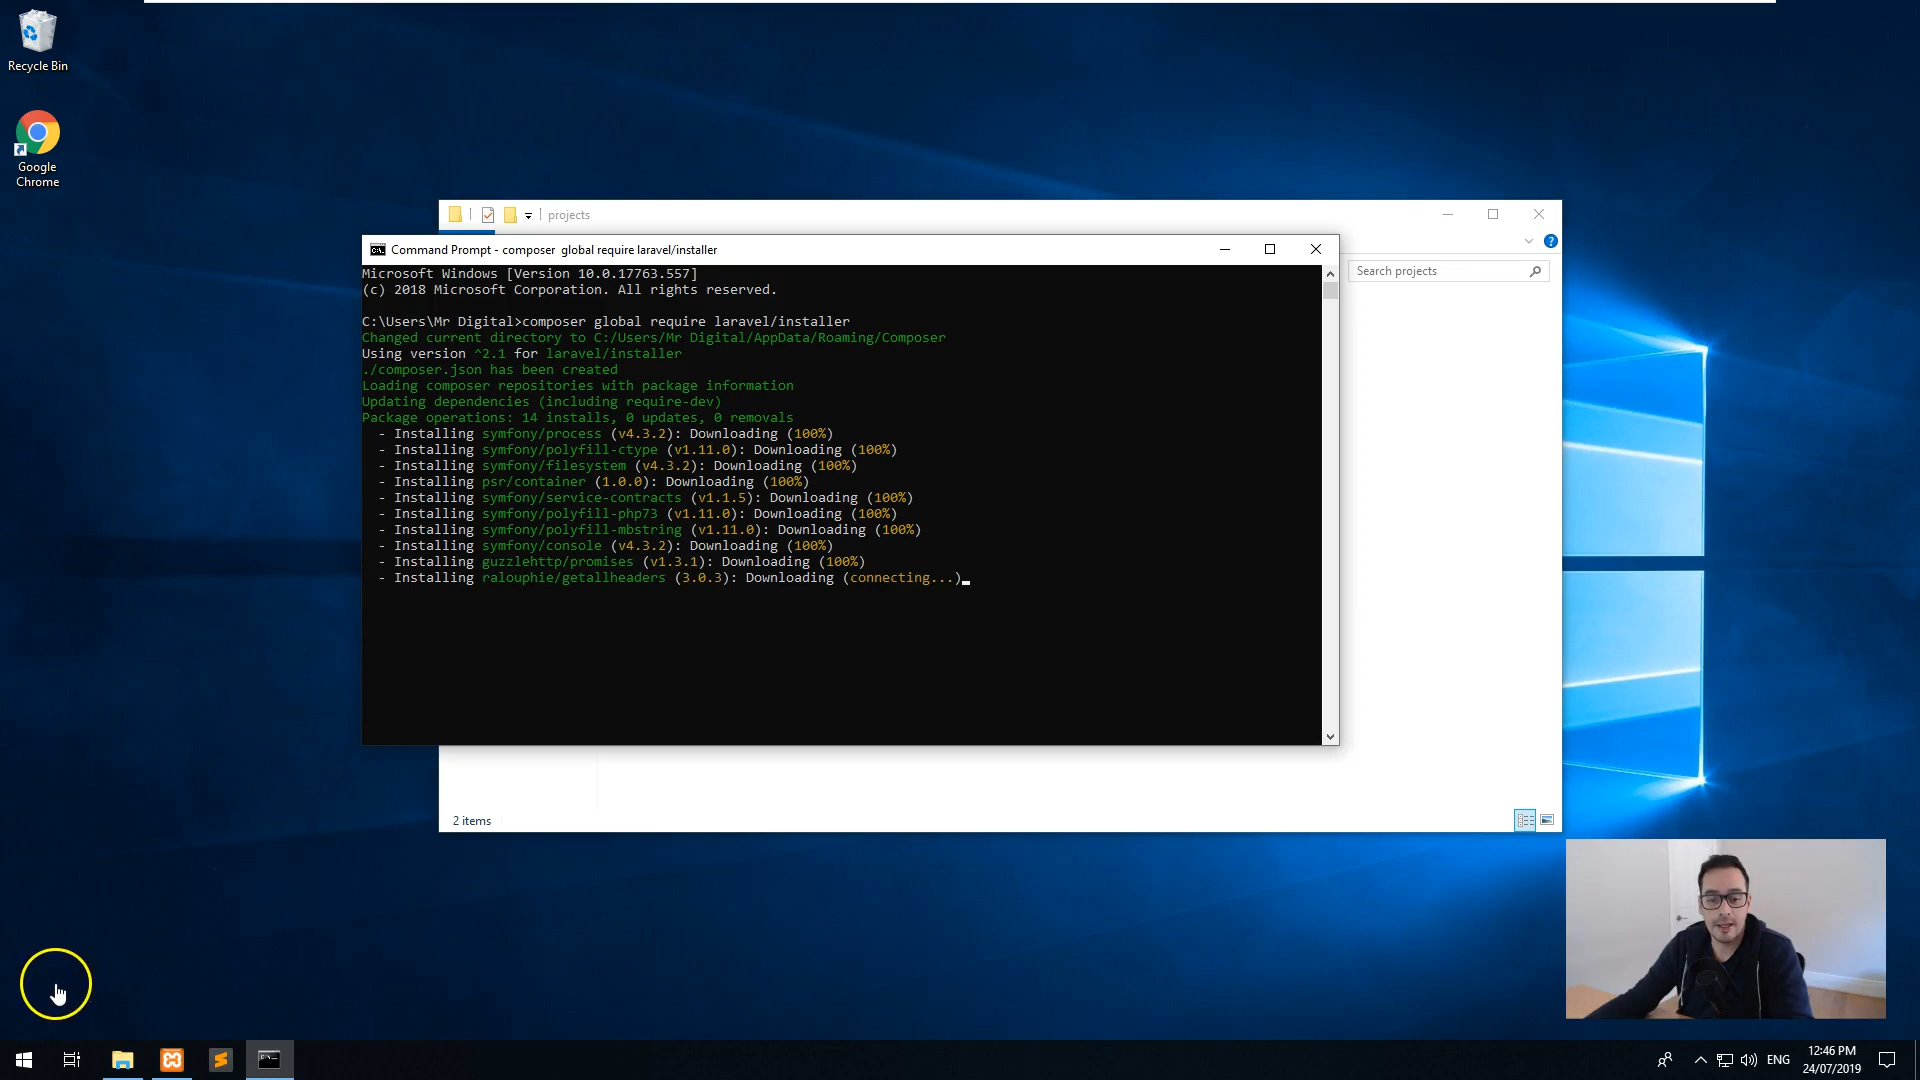 Recycle Bin
Google
Chrome
projects
Command Prompt - composer  global require laravel/installer
Search projects
Microsoft Windows [Version 10.0.17763.557]
(c) 2018 Microsoft Corporation. All rights reserved.
C:\Users\Mr Digital>composer global require laravel/installer
Changed current directory to C:/Users/Mr Digital/AppData/Roaming/Composer
Using version ^2.1 for laravel/installer
./composer.json has been created
Loading composer repositories with package information
Updating dependencies (including require-dev)
Package operations: 14 installs, 0 updates, 0 removals
- Installing symfony/process (v4.3.2): Downloading (100%)
- Installing symfony/polyfill-ctype (v1.11.0): Downloading (100%)
- Installing symfony/filesystem (v4.3.2): Downloading (100%)
- Installing psr/container (1.0.0): Downloading (100%)
- Installing symfony/service-contracts (v1.1.5): Downloading (100%)
- Installing symfony/polyfill-php73 (v1.11.0): Downloading (100%)
- Installing symfony/polyfill-mbstring (v1.11.0): Downloading (100%)
- Installing symfony/console (v4.3.2): Downloading (100%)
- Installing guzzlehttp/promises (v1.3.1): Downloading (100%)
- Installing ralouphie/getallheaders (3.0.3): Downloading (connecting...)
2 items
ENG
12:46 PM
24/07/2019